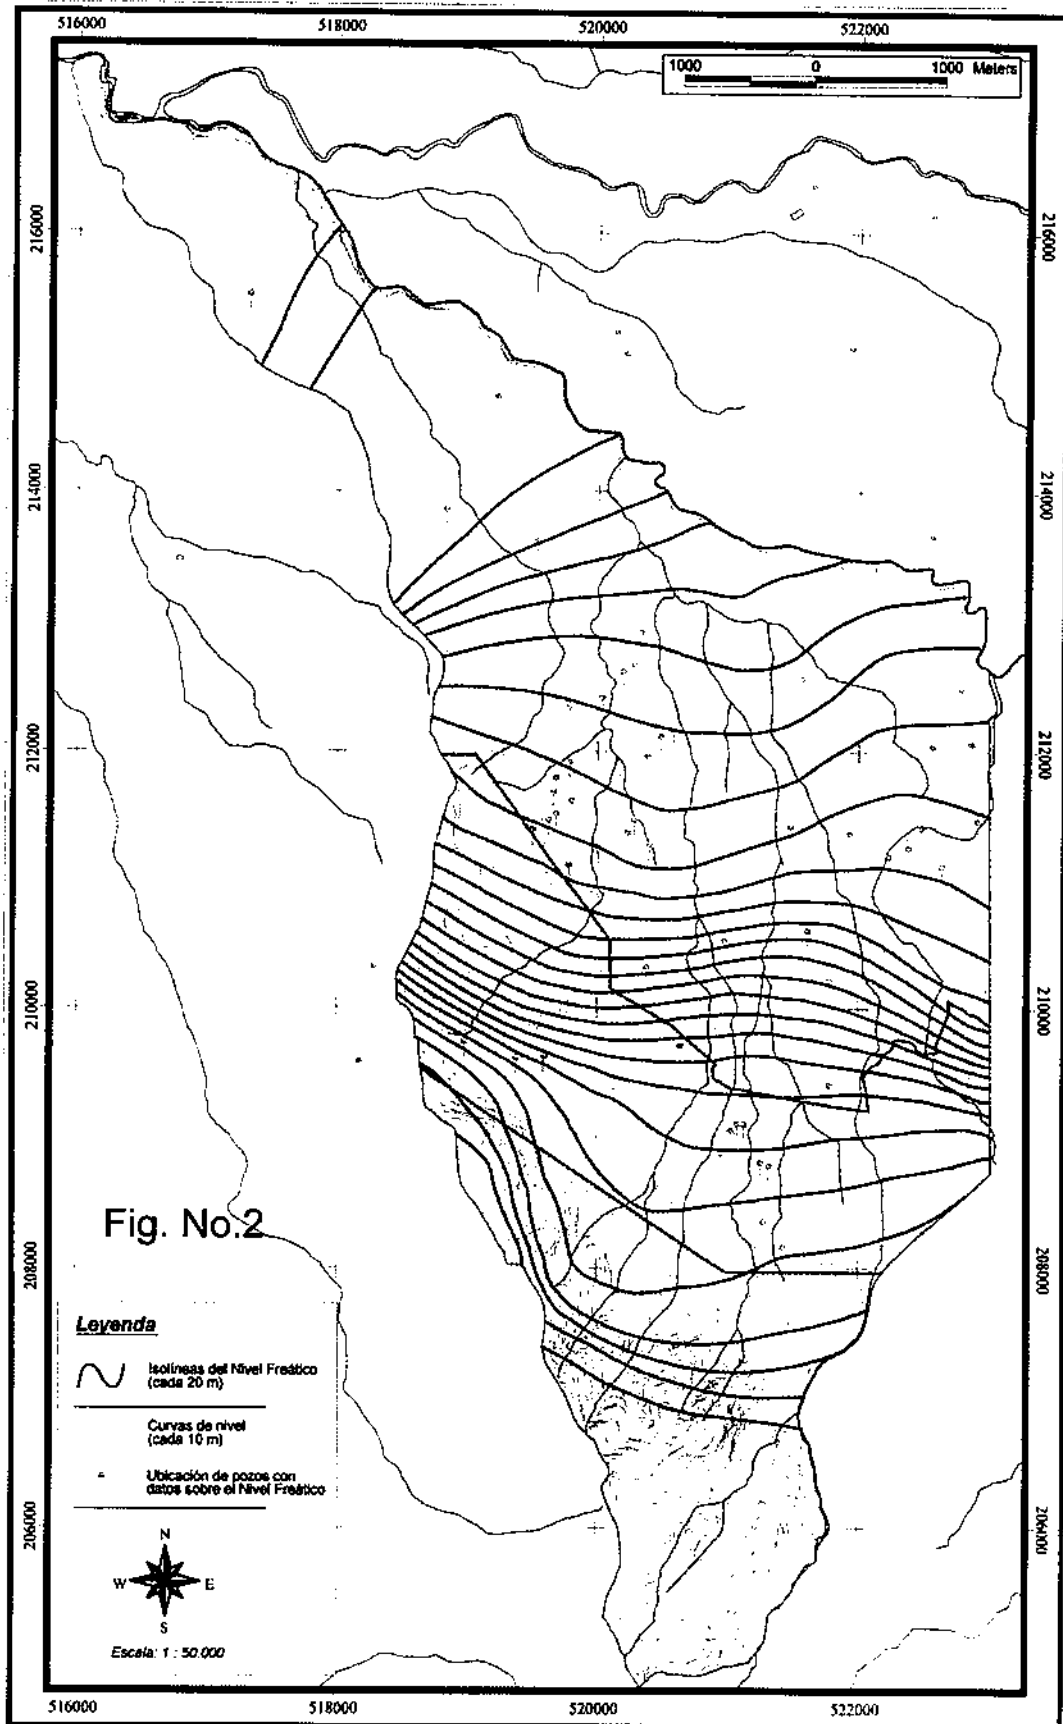 516000 518000 520000 522000
1000 0 1000 Meters
216000 216000
214000 214000
212000 212000
210000 210000
208000 208000
206000 206000
Fig. No.2
Leyenda
Isolíneas del Nivel Freático
(cada 20 m)
Curvas de nivel
(cada 10 m)
Ubicación de pozos con
datos sobre el Nivel Freático
N
W E
S
Escala: 1 : 50.000
516000 518000 520000 522000